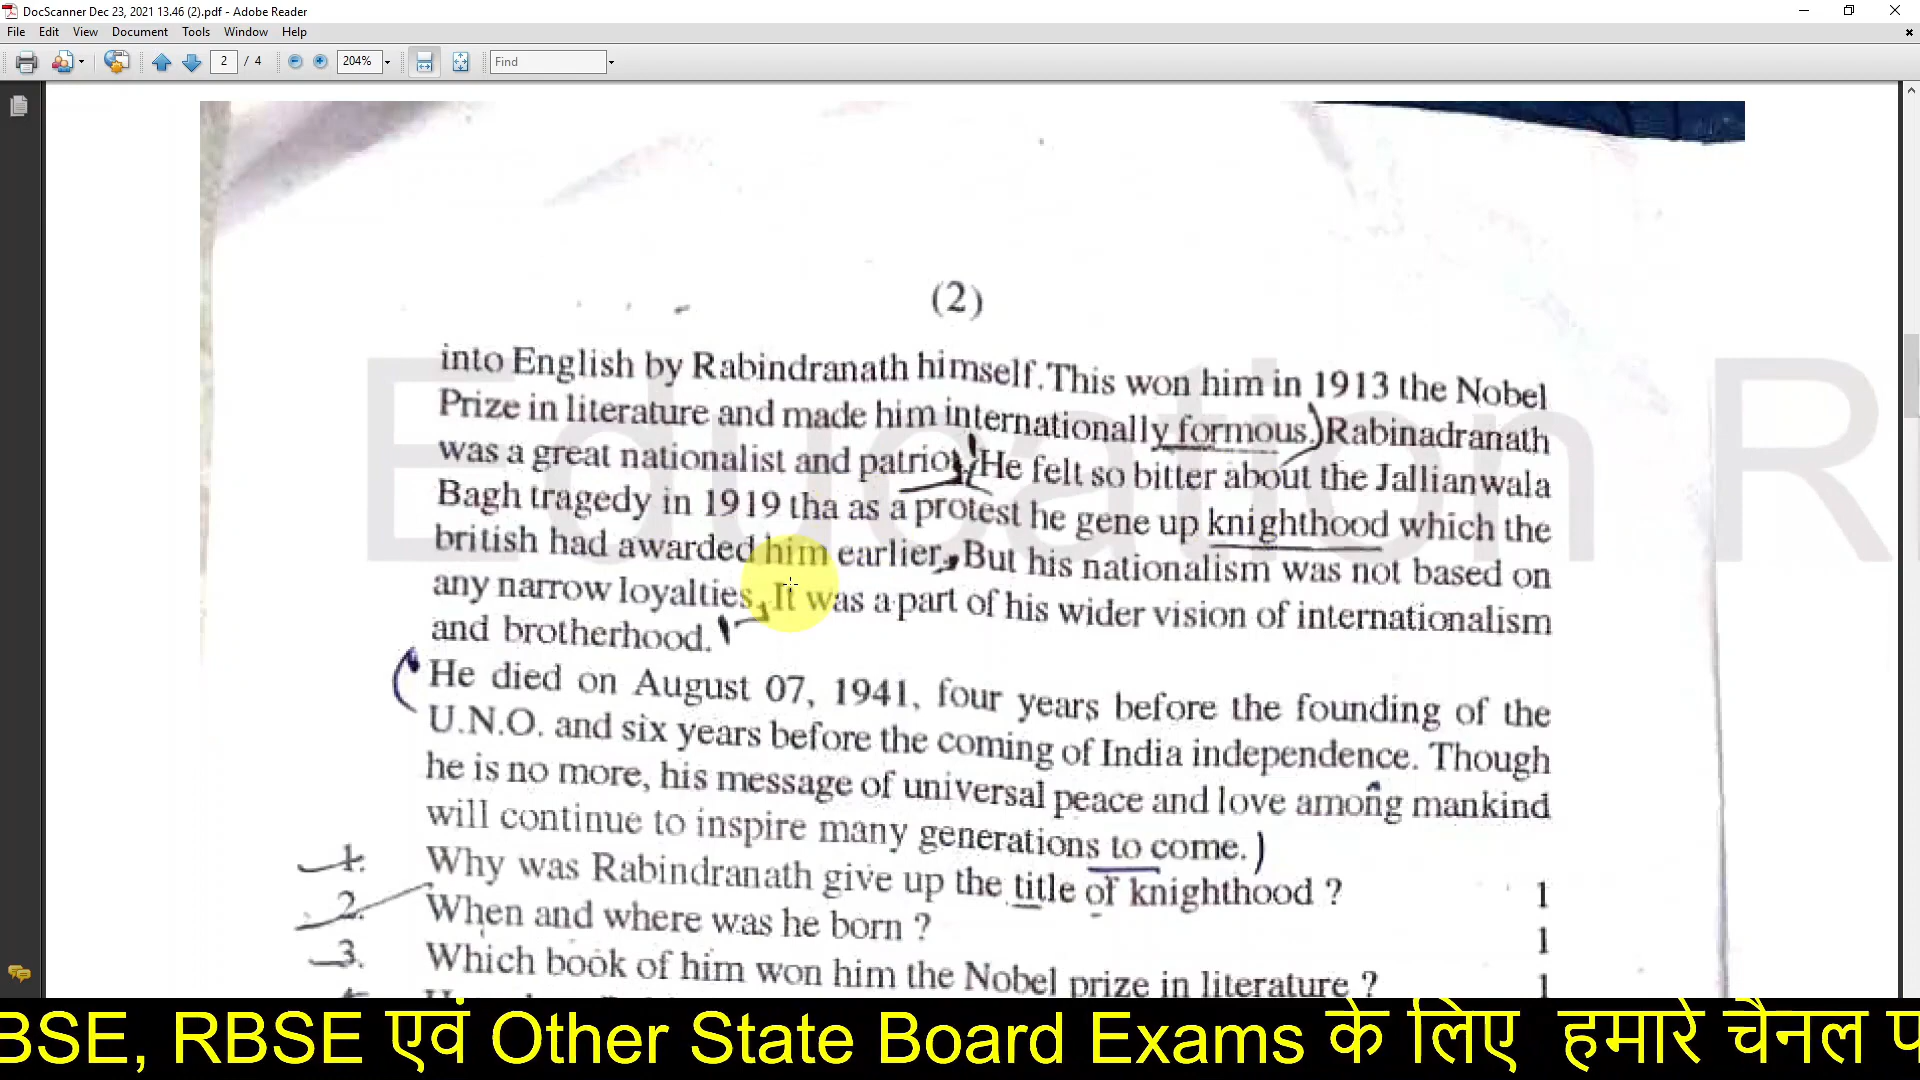 DocScanner Dec 23, 2021 13.46 (2).pdf - Adobe Reader
File Edit View Document Tools Window Help
2 / 4 204% Find
Education R
(2)
into English by Rabindranath himself. This won him in 1913 the Nobel
Prize in literature and made him internationally formous. Rabinadranath
was a great nationalist and patriot. He felt so bitter about the Jallianwala
Bagh tragedy in 1919 tha as a protest he gene up knighthood which the
british had awarded him earlier. But his nationalism was not based on
any narrow loyalties. It was a part of his wider vision of internationalism
and brotherhood.
He died on August 07, 1941, four years before the founding of the
U.N.O. and six years before the coming of India independence. Though
he is no more, his message of universal peace and love among mankind
will continue to inspire many generations to come.)
1. Why was Rabindranath give up the title of knighthood ? 1
2. When and where was he born ? 1
3. Which book of him won him the Nobel prize in literature ? 1
BSE, RBSE एवं Other State Board Exams के लिए हमारे चैनल प